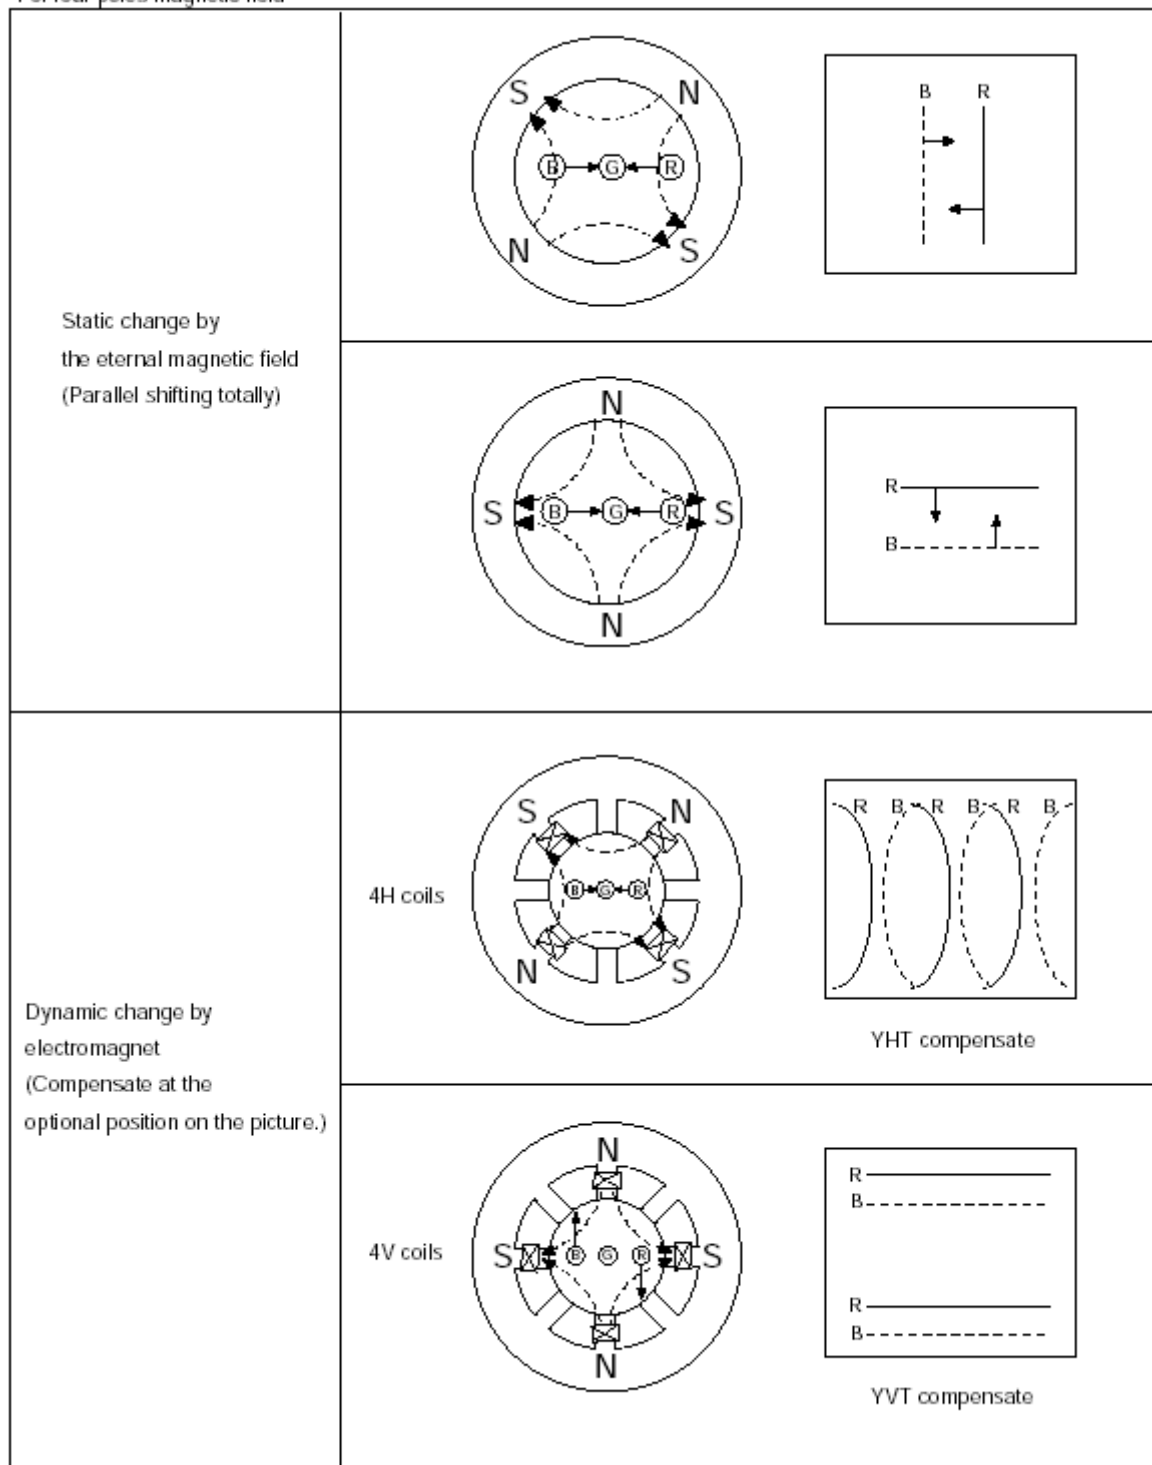 Static change by
the eternal magnetic field
(Parallel shifting totally)
S N
B G R
N S
B R
N
S B G R S
N
R
B
Dynamic change by
electromagnet
(Compensate at the
optional position on the picture.)
4H coils
S N
B G R
N S
R B R B R B
YHT compensate
4V coils
N
S B G R S
N
R
B
R
B
YVT compensate